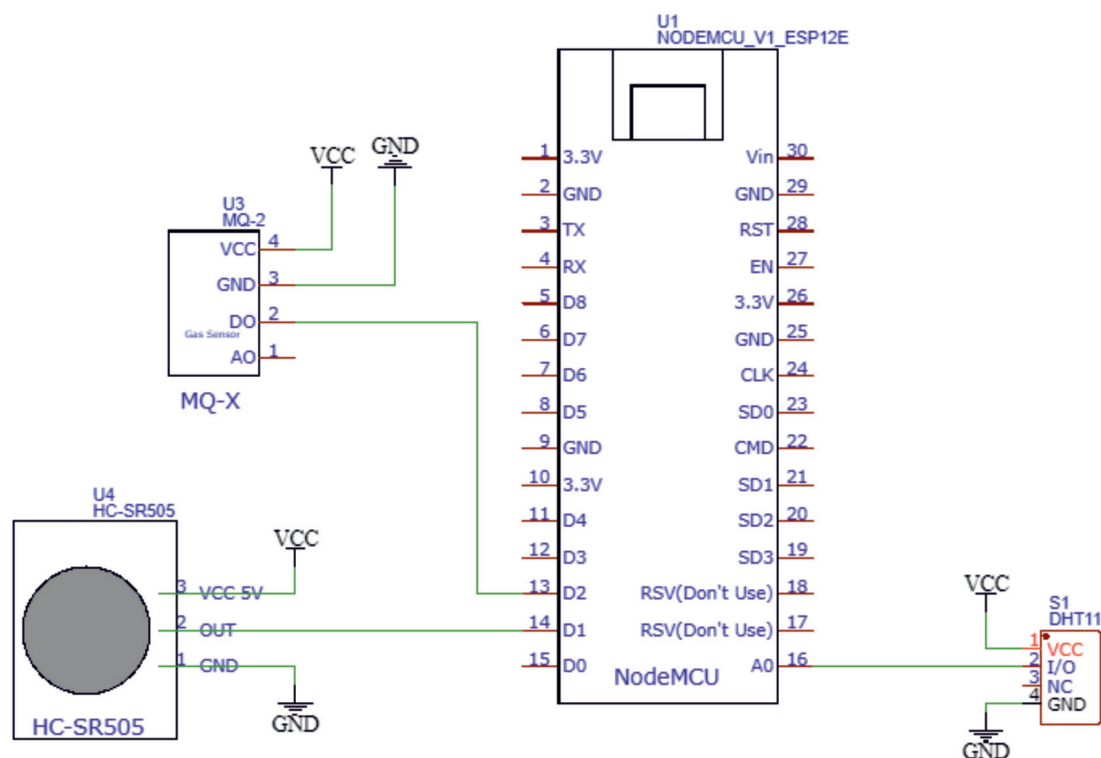 U1
NODEMCU_V1_ESP12E
1 3.3V
2 GND
3 TX
4 RX
5 D8
6 D7
7 D6
8 D5
9 GND
10 3.3V
11 D4
12 D3
13 D2
14 D1
15 D0
Vin 30
GND 29
RST 28
EN 27
3.3V 26
GND 25
CLK 24
SD0 23
CMD 22
SD1 21
SD2 20
SD3 19
RSV(Don't Use) 18
RSV(Don't Use) 17
A0 16
NodeMCU
VCC
GND
U3
MQ-2
VCC 4
GND 3
DO 2
Gas Sensor
AO 1
MQ-X
U4
HC-SR505
VCC
3 VCC 5V
2 OUT
1 GND
GND
HC-SR505
VCC
S1
DHT11
1 VCC
2 I/O
3 NC
4 GND
GND